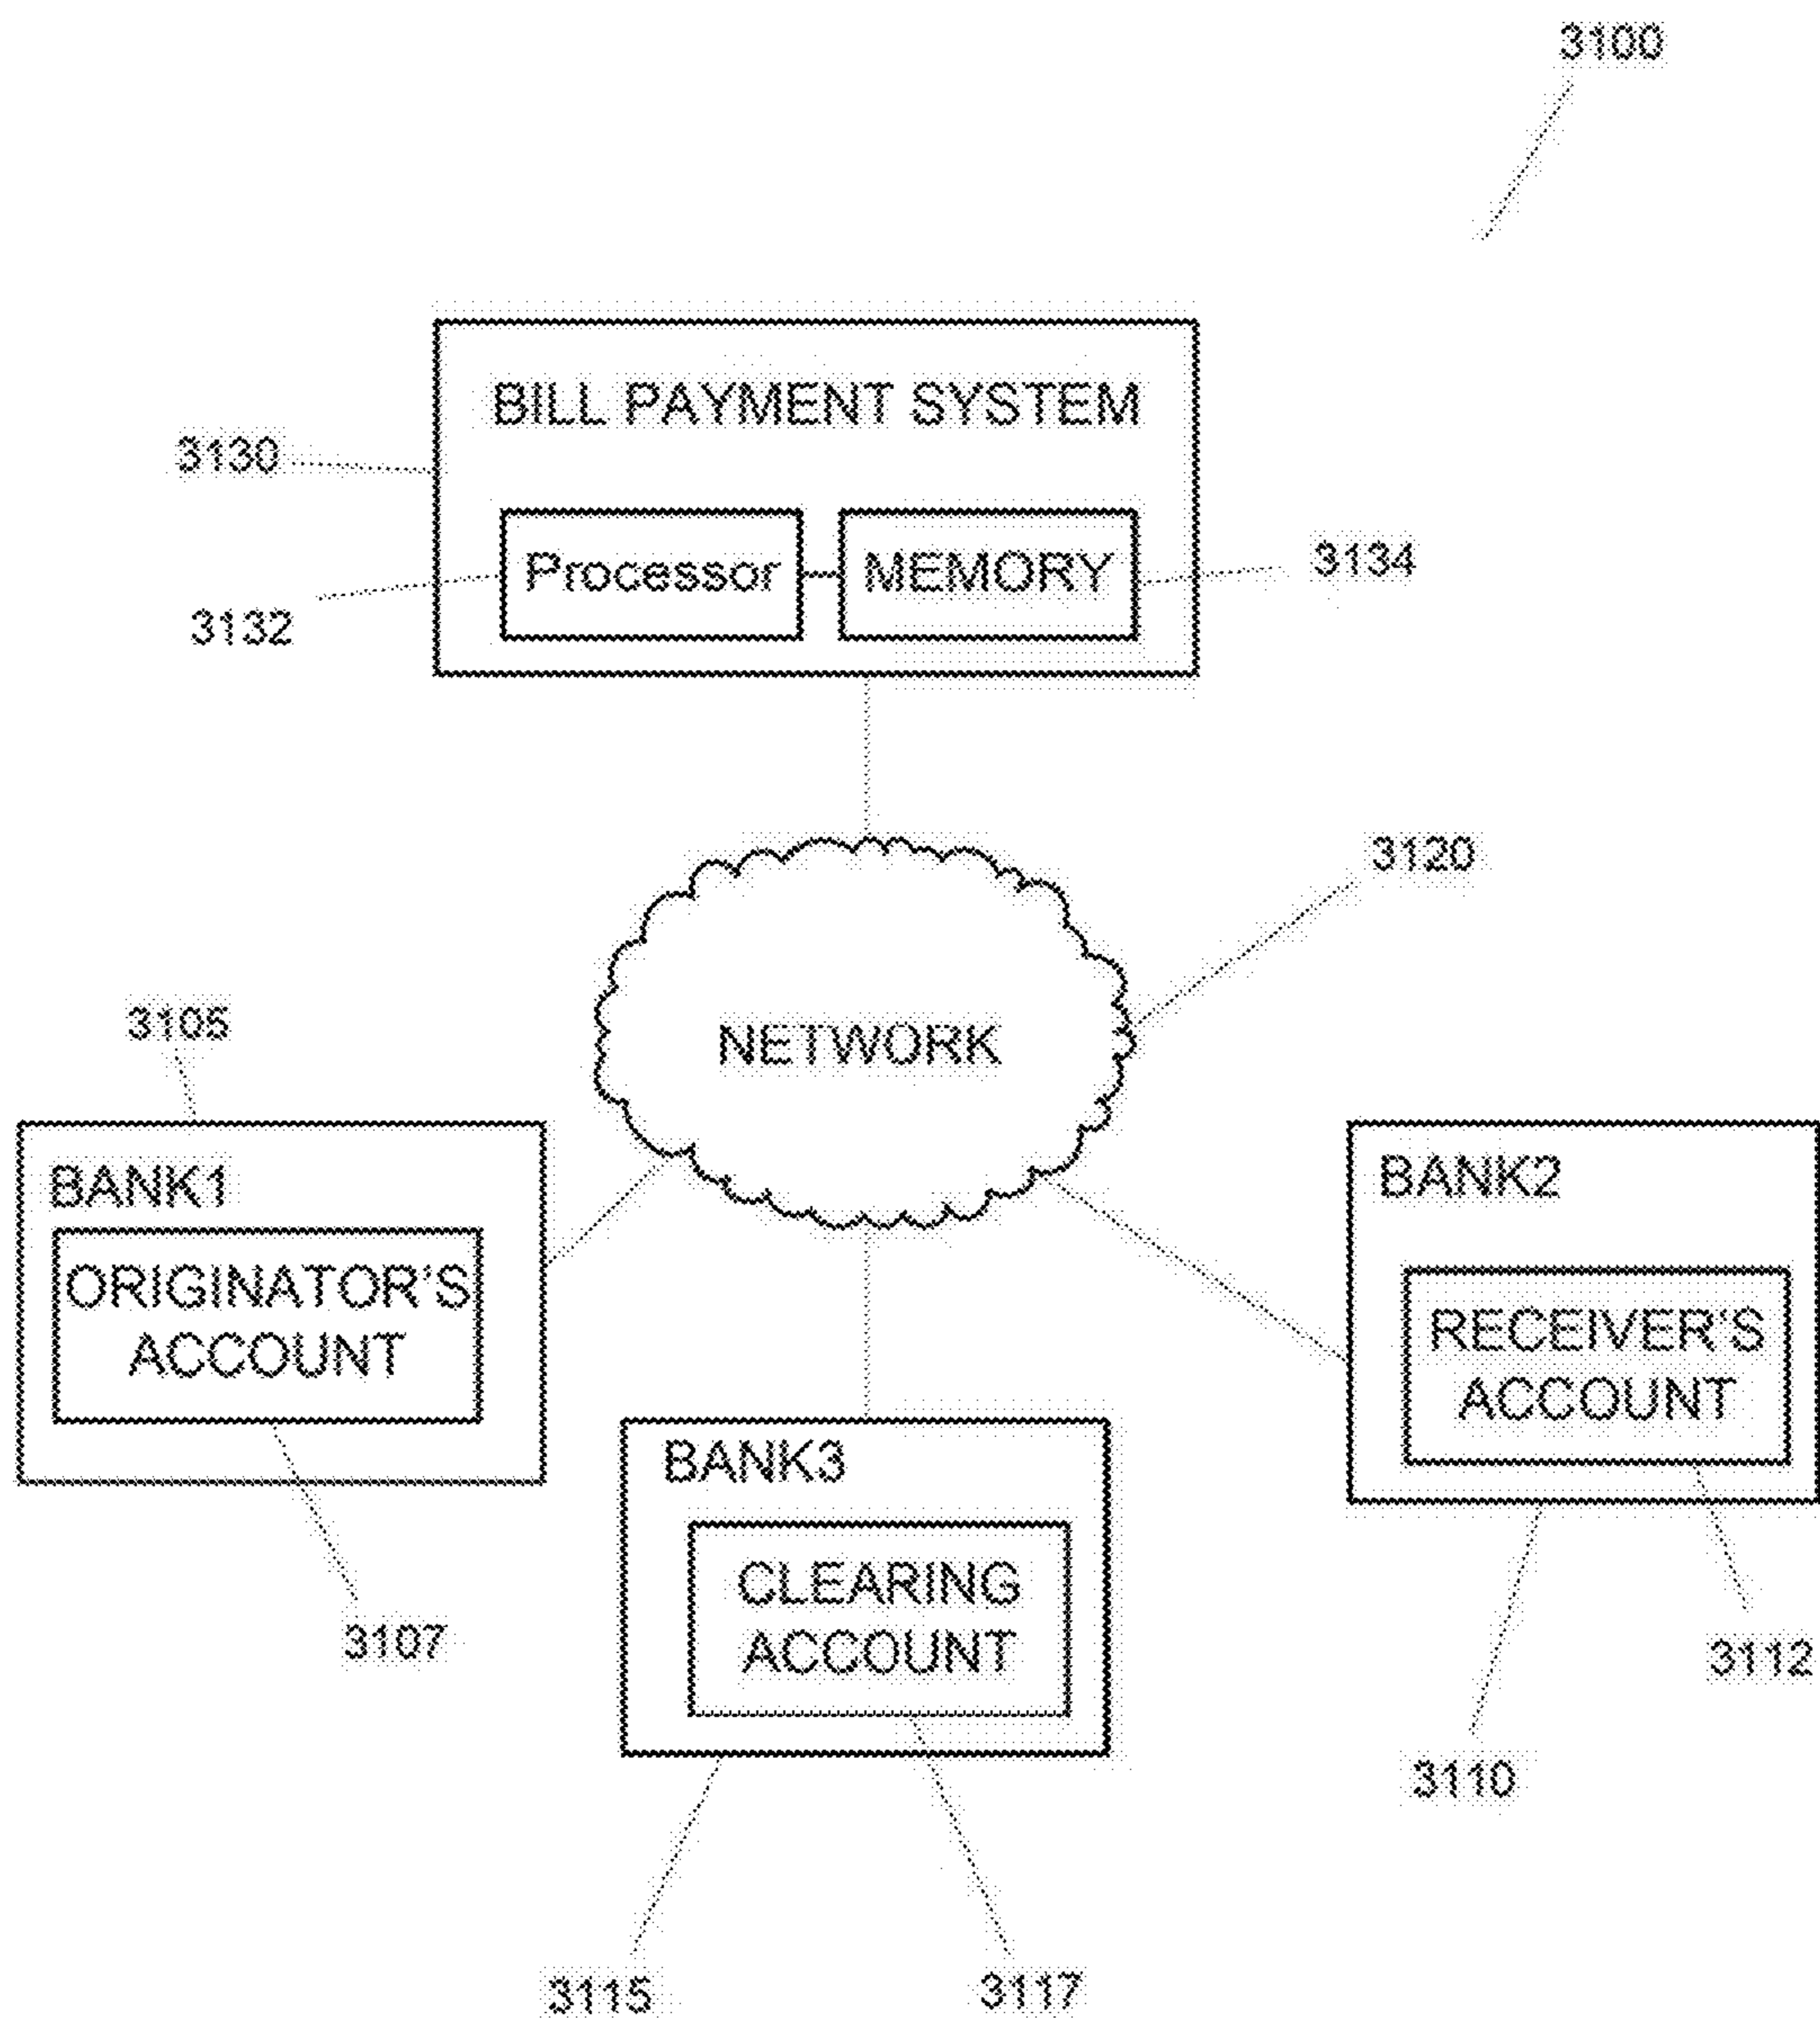 3100
BILL PAYMENT SYSTEM
3130
Processor
MEMORY
3134
3132
3120
3105
NETWORK
BANK1
ORIGINATOR'S
ACCOUNT
BANK2
RECEIVER'S
ACCOUNT
BANK3
CLEARING
ACCOUNT
3107
3112
3110
3115
3117